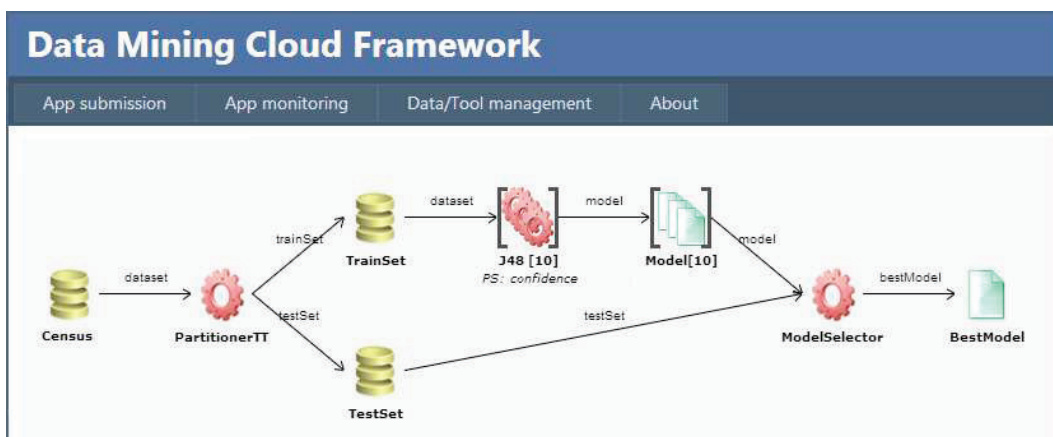 Data Mining Cloud Framework
App submission App monitoring Data/Tool management About
dataset model
trainSet model
TrainSet J48 [10] Model[10]
PS: confidence
dataset bestModel
testSet testSet
Census PartitionerTT ModelSelector BestModel
TestSet